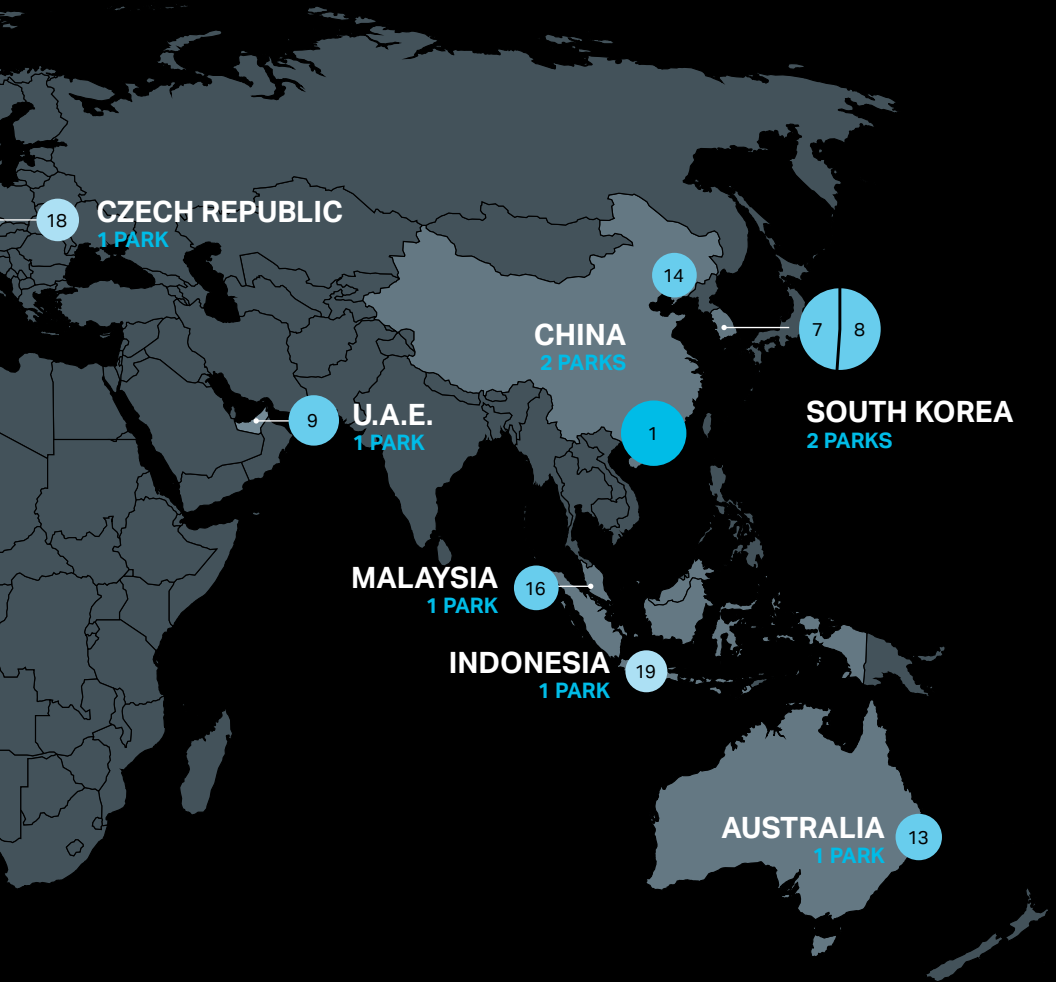 18
CZECH REPUBLIC
1 PARK
14
CHINA
2 PARKS
7
8
SOUTH KOREA
2 PARKS
9
U.A.E.
1 PARK
1
MALAYSIA
1 PARK
16
INDONESIA
1 PARK
19
AUSTRALIA
1 PARK
13